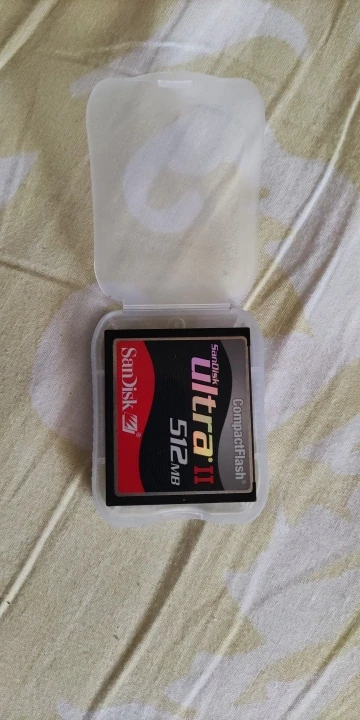 CompactFlash®
SanDisk
ultra II
512MB
SanDisk